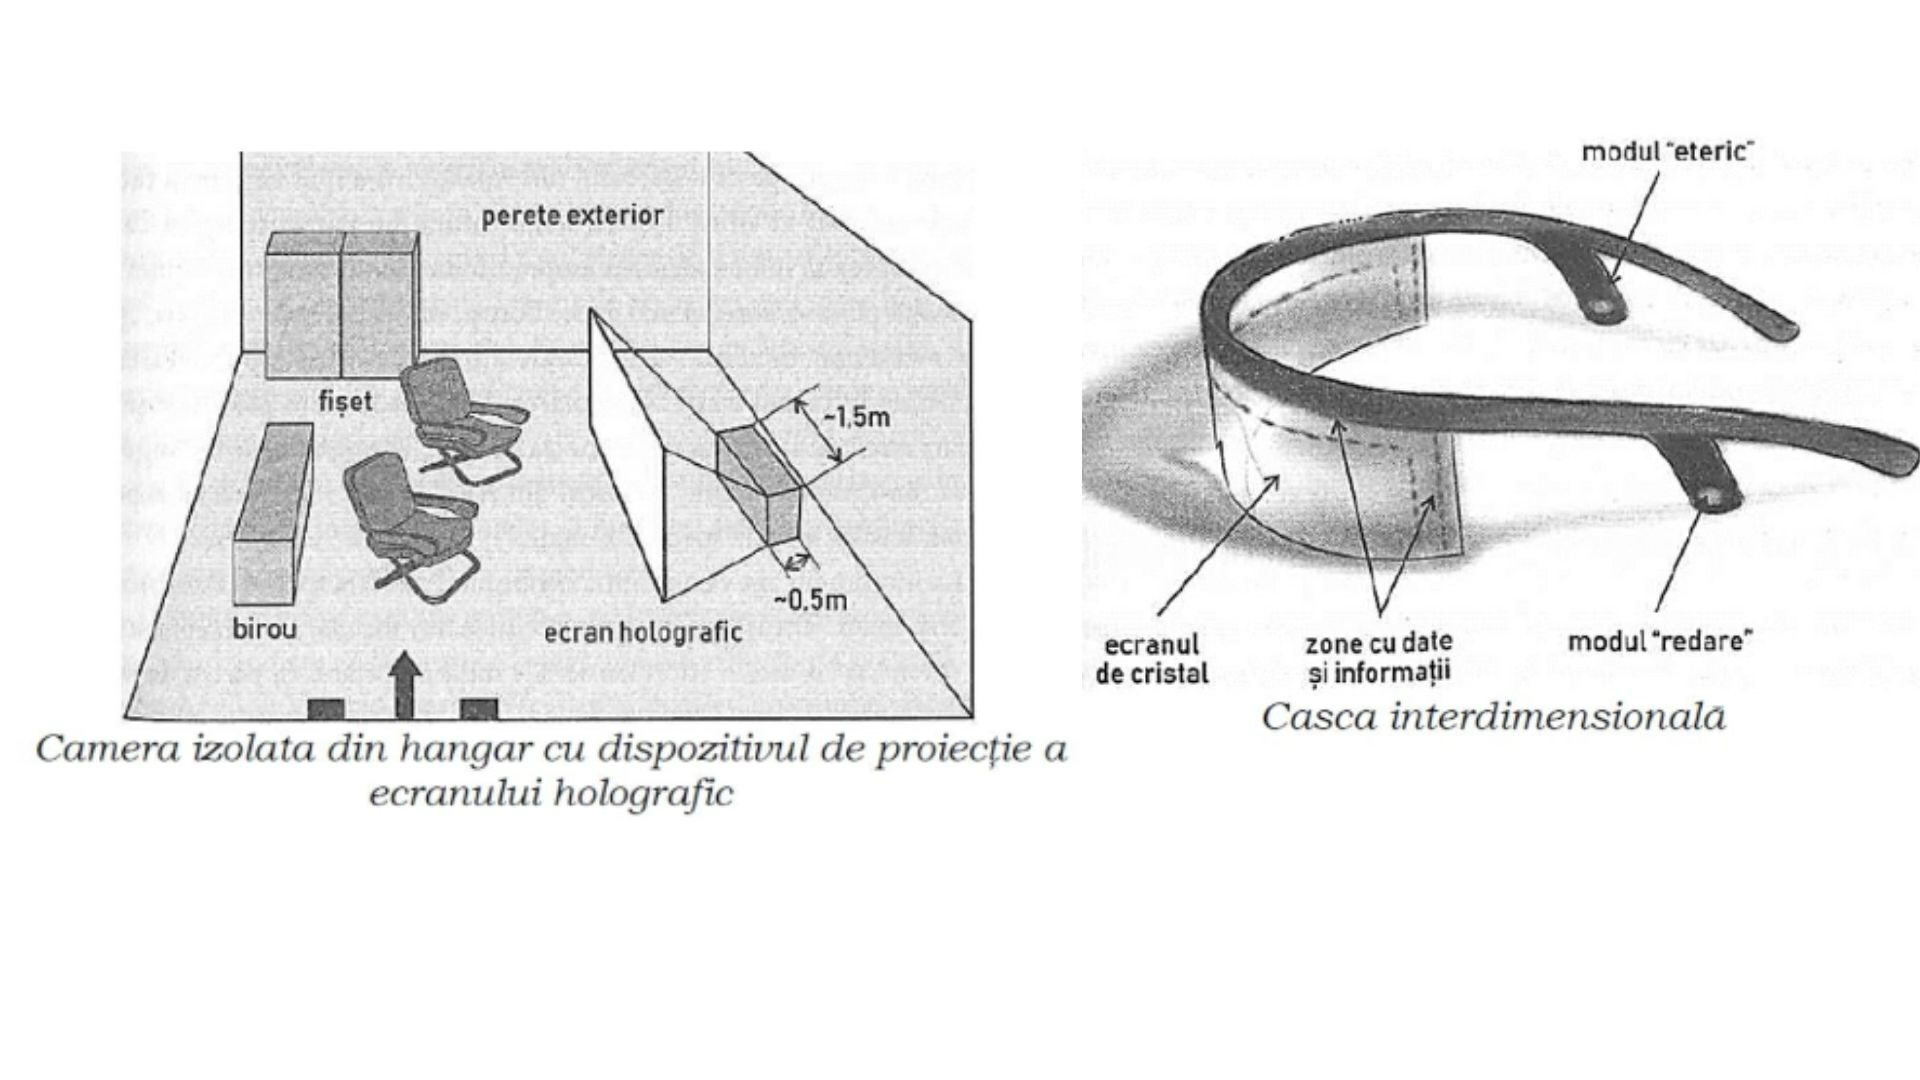 perete exterior
fișet
~1,5m
~0.5m
birou
ecran holografic
Camera izolata din hangar cu dispozitivul de proiecție a
ecranului holografic
modul "eteric"
ecranul
de cristal
zone cu date
și informații
modul "redare"
Casca interdimensională